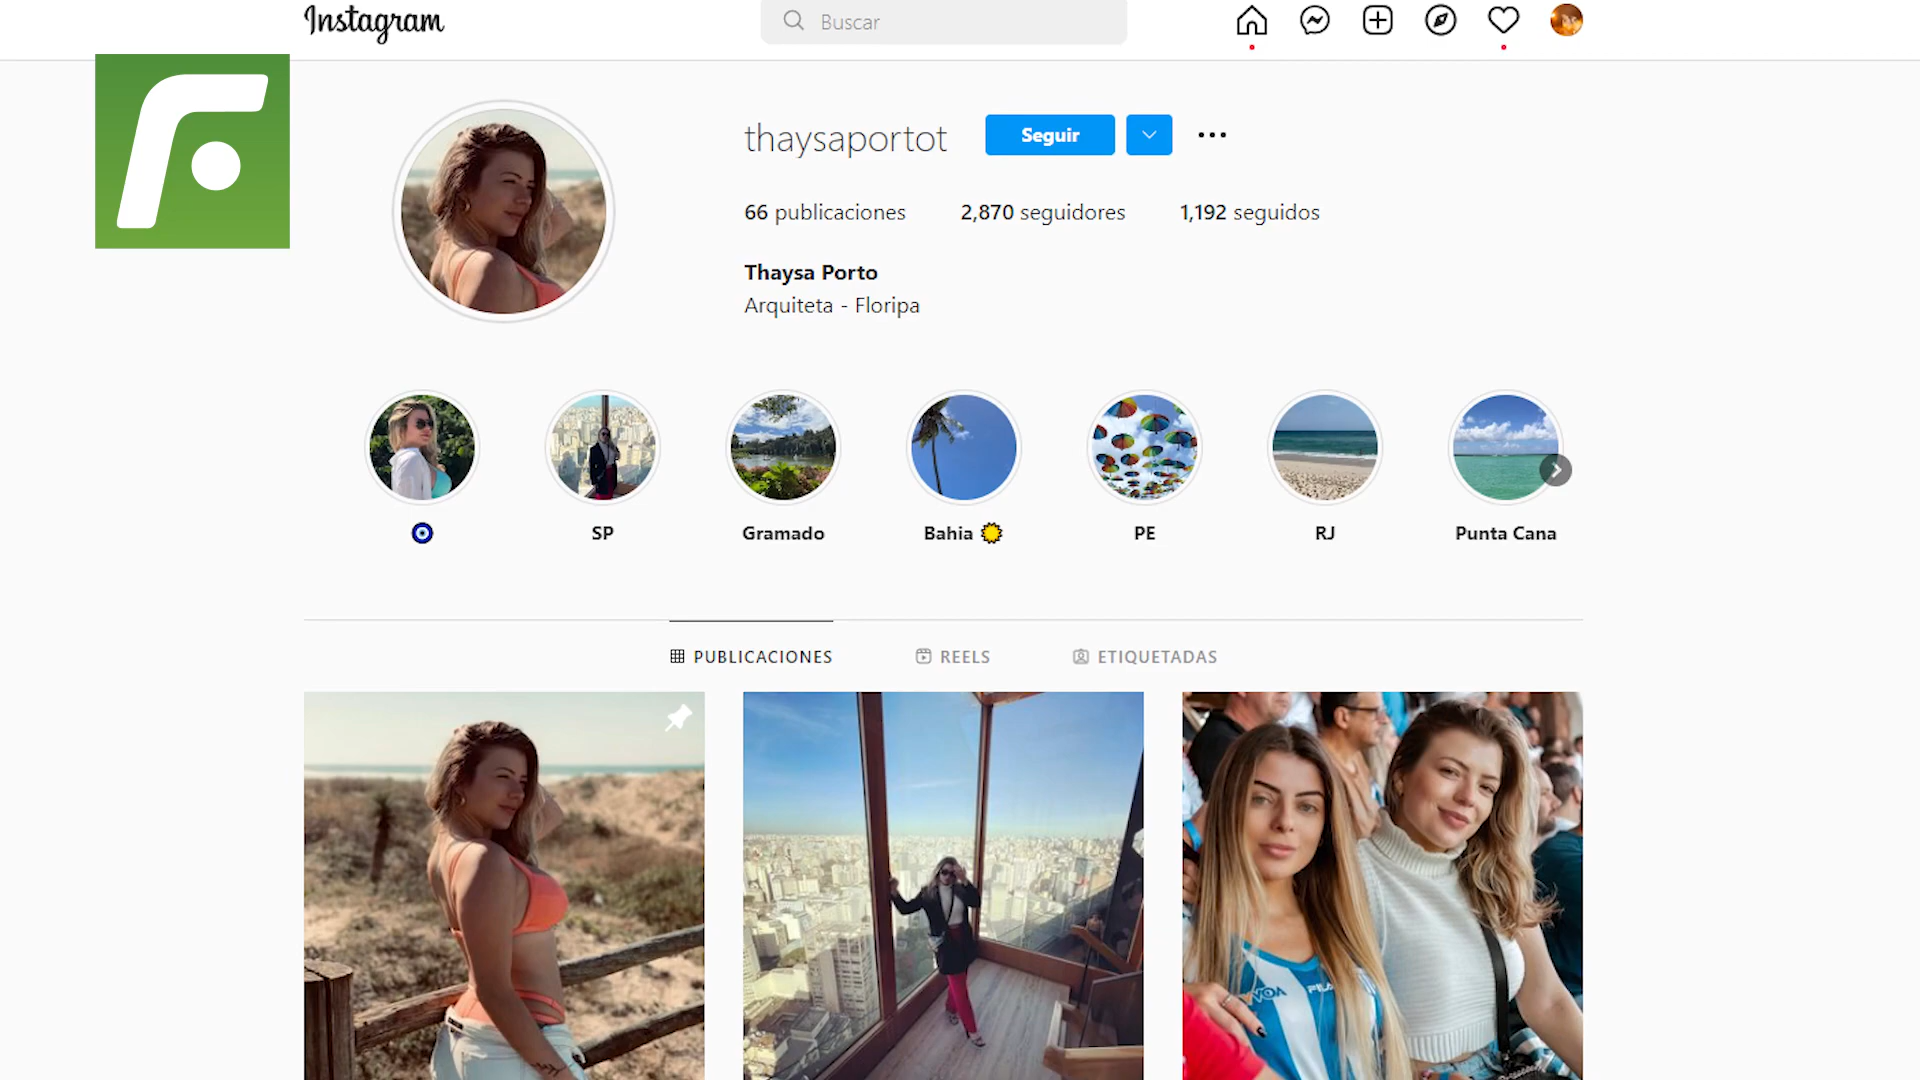 Instagram
Buscar
thaysaportot
Seguir
66 publicaciones 2,870 seguidores 1,192 seguidos
Thaysa Porto
Arquiteta - Floripa
SP
Gramado
Bahia
PE
RJ
Punta Cana
PUBLICACIONES
REELS
ETIQUETADAS
FILA